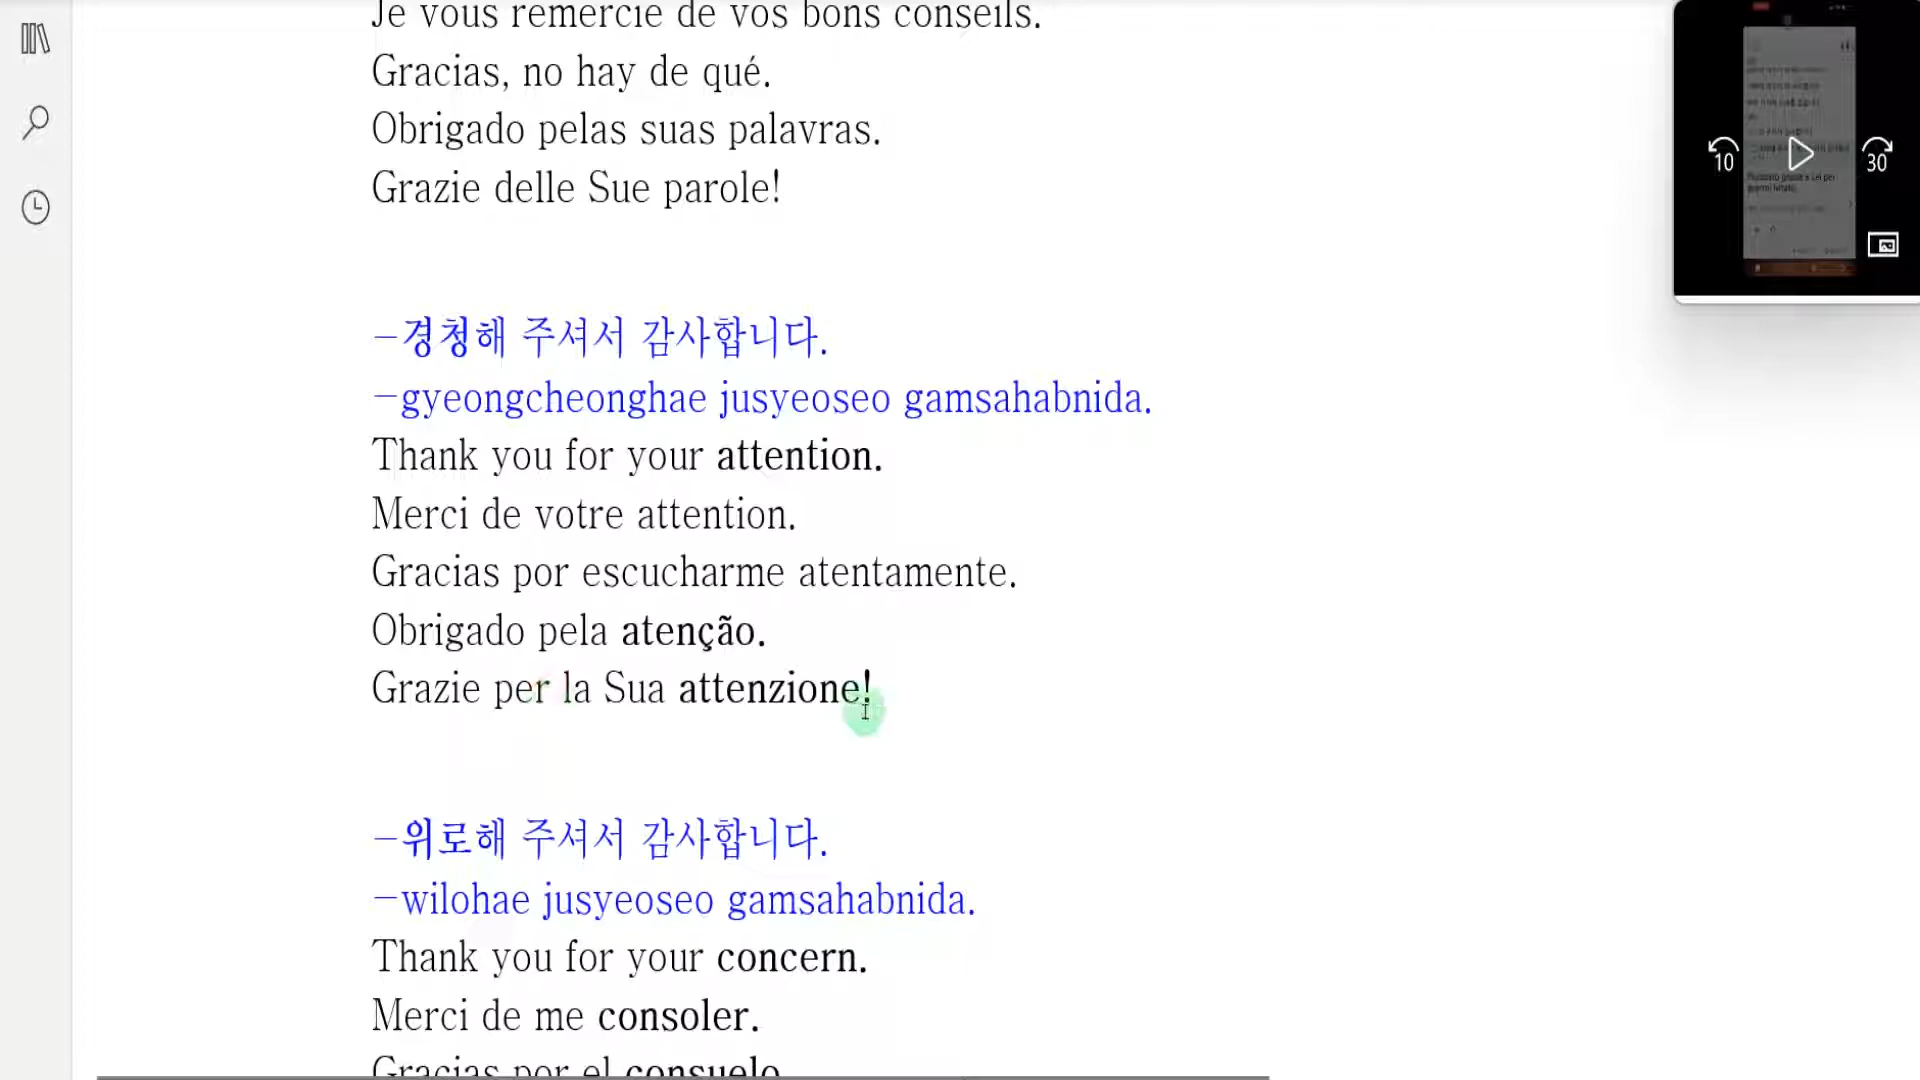 Je vous remercie de vos bons conseils.
Gracias, no hay de qué.
Obrigado pelas suas palavras.
Grazie delle Sue parole!
-경청해 주셔서 감사합니다.
-gyeongcheonghae jusyeoseo gamsahabnida.
Thank you for your attention.
Merci de votre attention.
Gracias por escucharme atentamente.
Obrigado pela atenção.
Grazie per la Sua attenzione!
-위로해 주셔서 감사합니다.
-wilohae jusyeoseo gamsahabnida.
Thank you for your concern.
Merci de me consoler.
Gracias por el consuelo
10
30